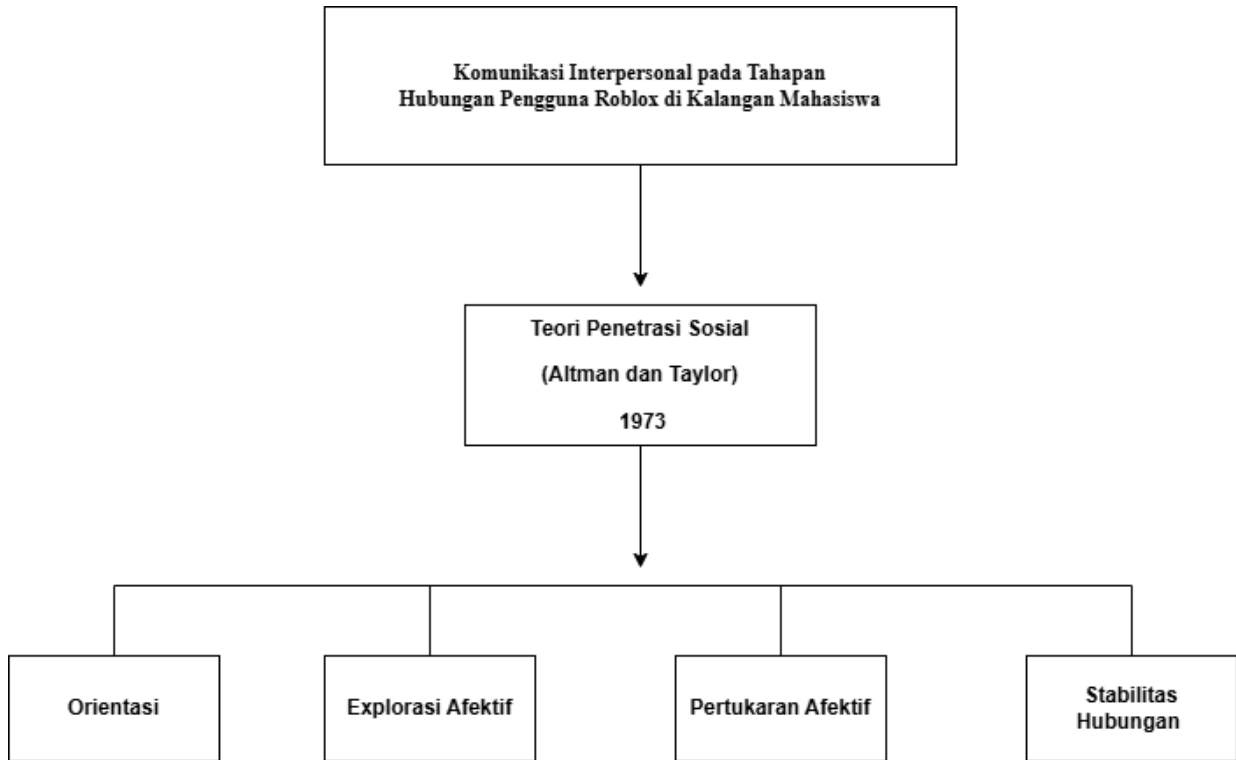 Komunikasi Interpersonal pada Tahapan
Hubungan Pengguna Roblox di Kalangan Mahasiswa
Teori Penetrasi Sosial
(Altman dan Taylor)
1973
Orientasi
Explorasi Afektif
Pertukaran Afektif
Stabilitas
Hubungan